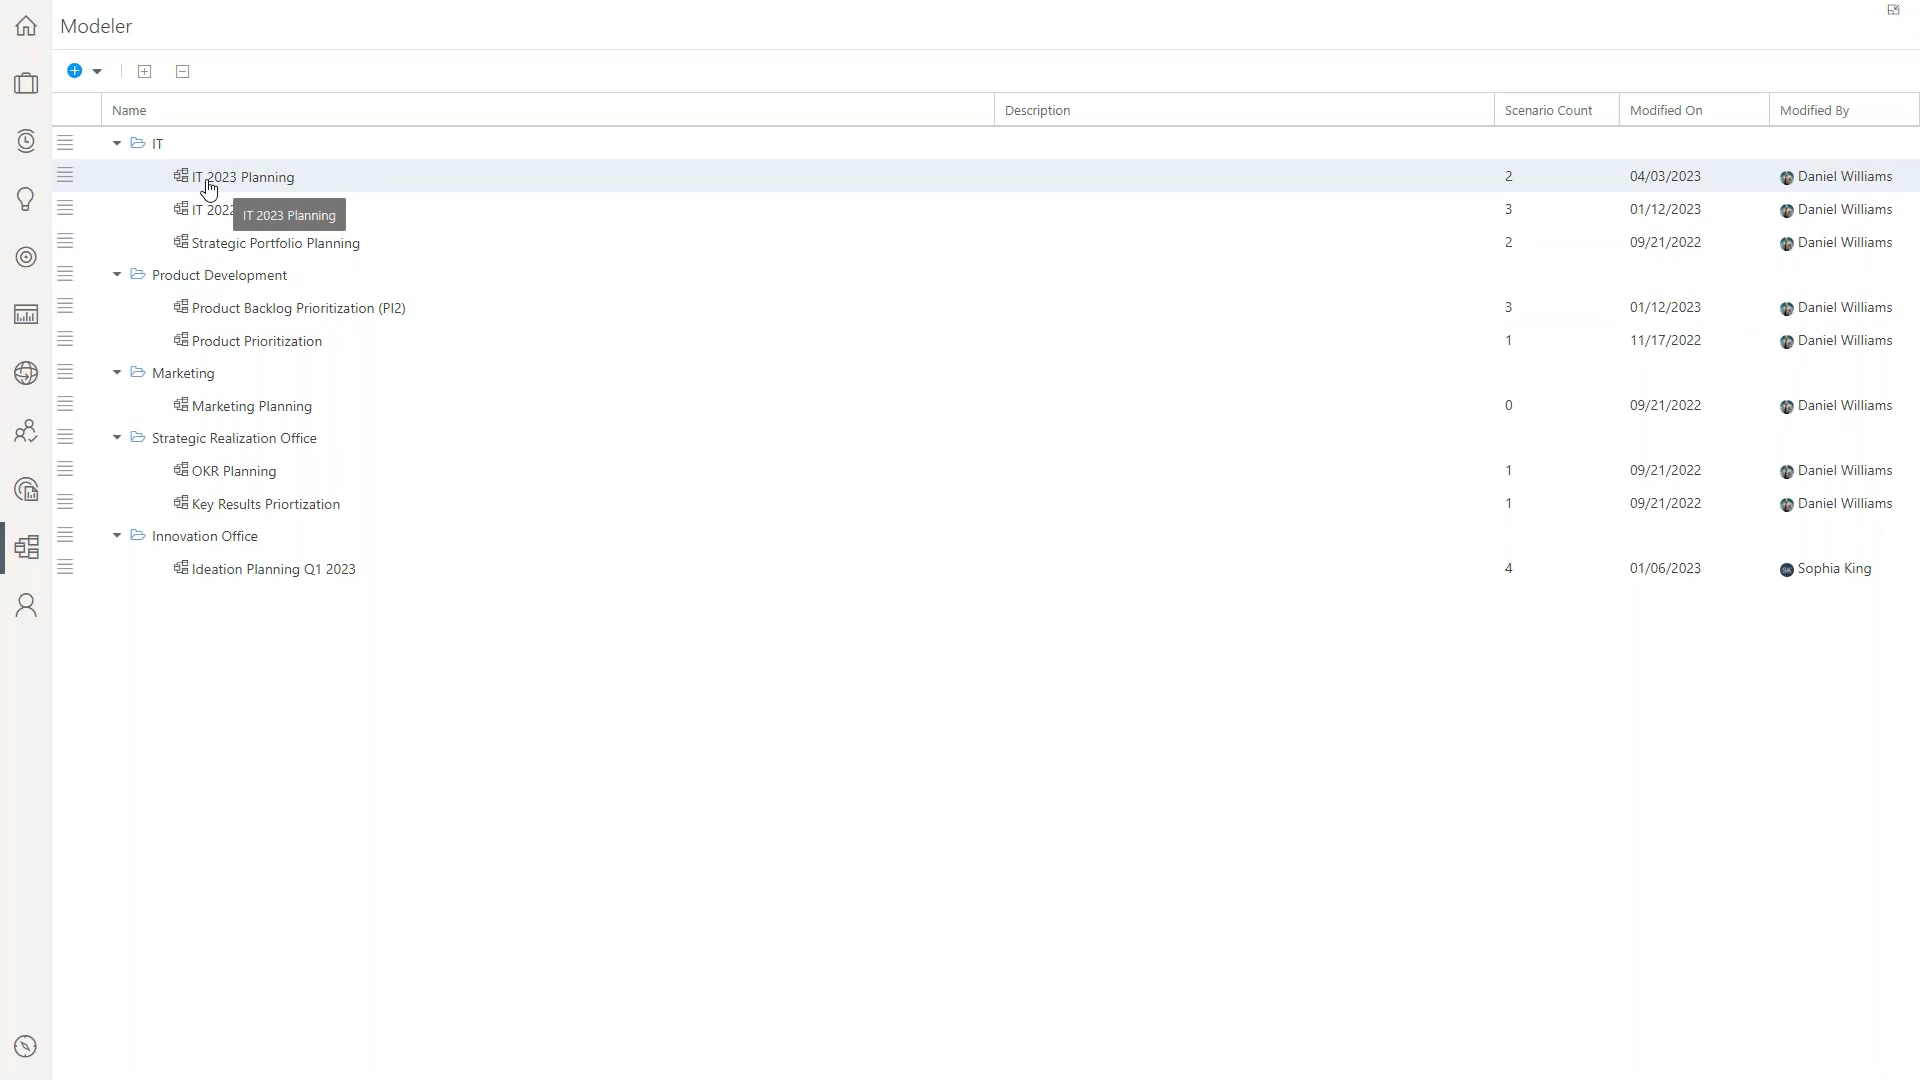 Modeler
Name Description Scenario Count Modified On Modified By
IT
IT 2023 Planning 2 04/03/2023 Daniel Williams
IT 2022 3 01/12/2023 Daniel Williams
IT 2023 Planning
Strategic Portfolio Planning 2 09/21/2022 Daniel Williams
Product Development
Product Backlog Prioritization (PI2) 3 01/12/2023 Daniel Williams
Product Prioritization 1 11/17/2022 Daniel Williams
Marketing
Marketing Planning 0 09/21/2022 Daniel Williams
Strategic Realization Office
OKR Planning 1 09/21/2022 Daniel Williams
Key Results Priortization 1 09/21/2022 Daniel Williams
Innovation Office
Ideation Planning Q1 2023 4 01/06/2023 SK Sophia King